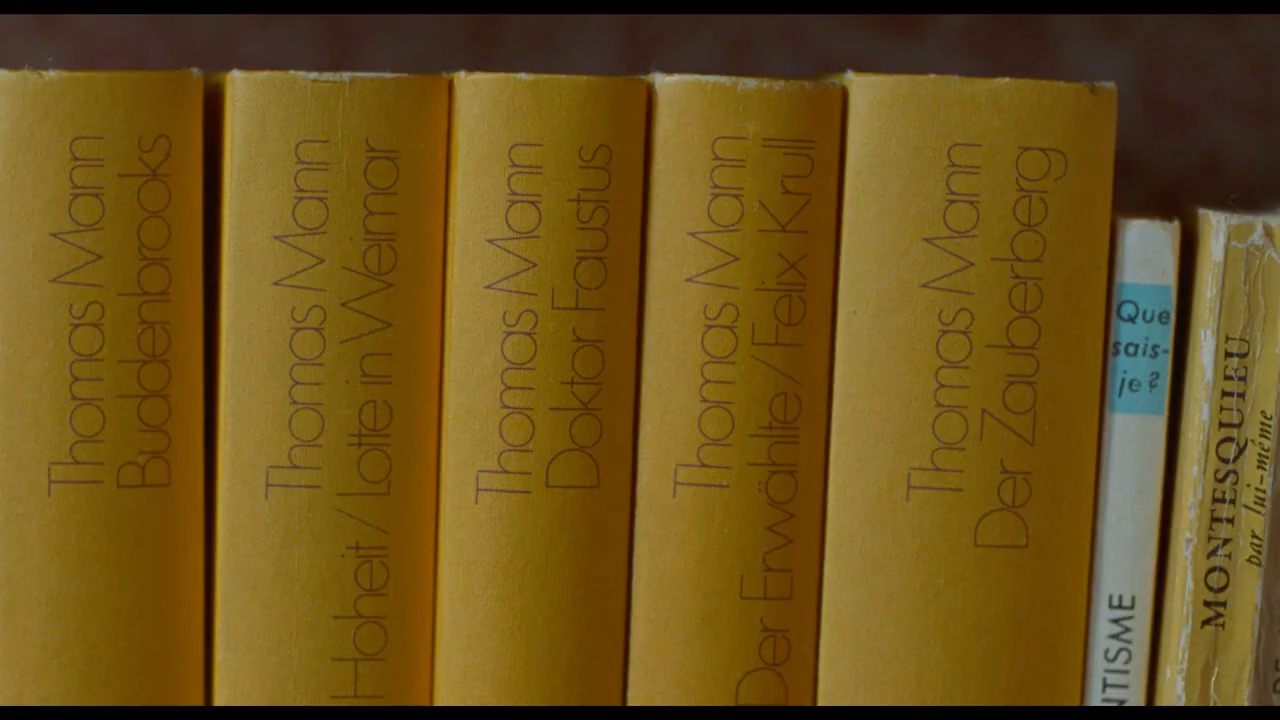 Thomas Mann
Buddenbrooks
Thomas Mann
Hoheit / Lotte in Weimar
Thomas Mann
Doktor Faustus
Thomas Mann
Der Erwählte / Felix Krull
Thomas Mann
Der Zauberberg
Que
sais-
je?
NTISME
MONTESQUIEU
par lui-même